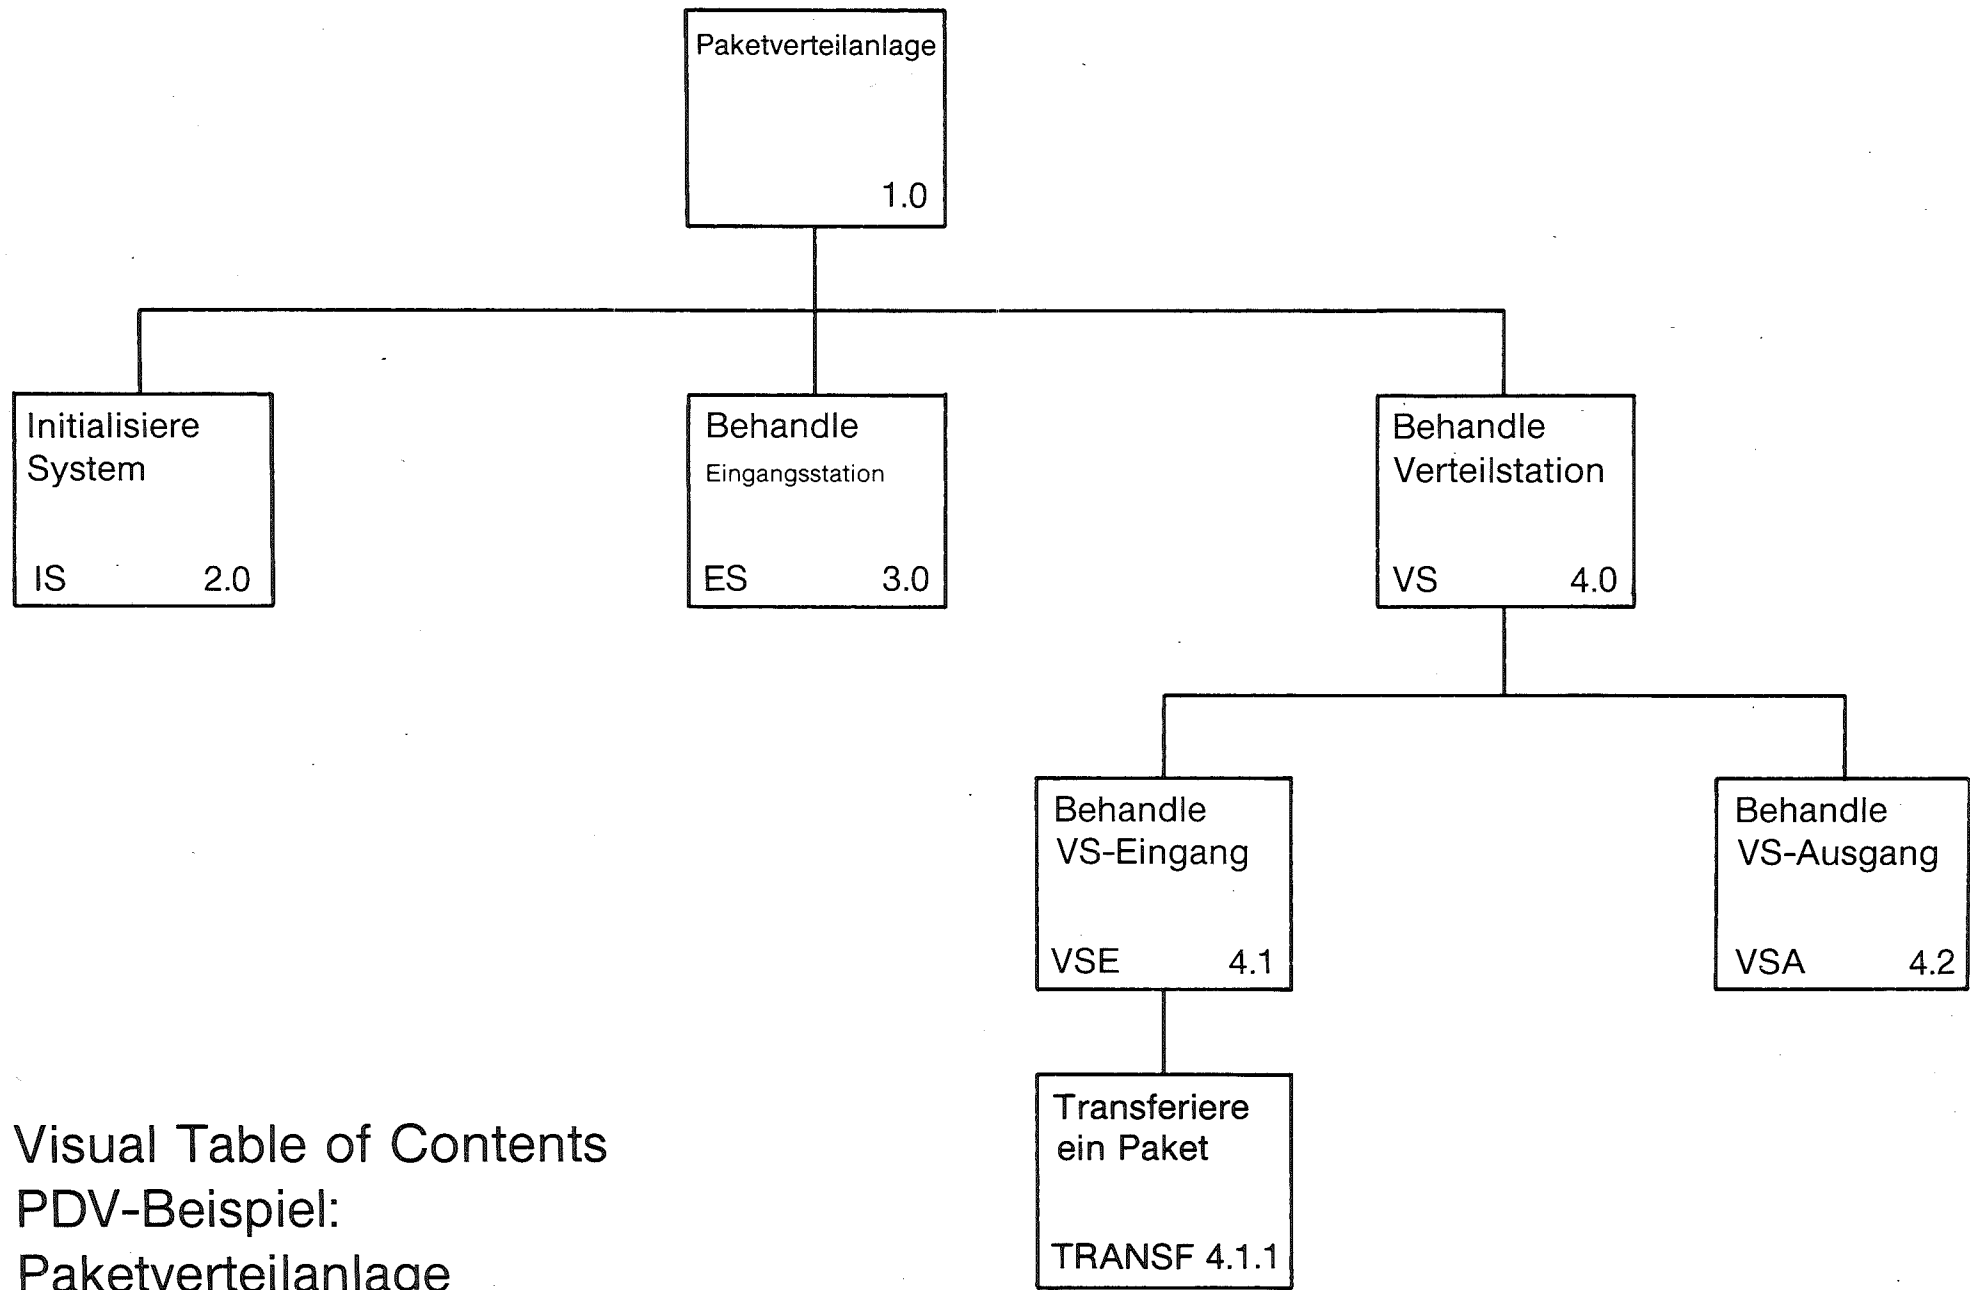 Paketverteilanlage
1.0
Initialisiere
System
IS 2.0
Behandle
Eingangsstation
ES 3.0
Behandle
Verteilstation
VS 4.0
Behandle
VS-Eingang
VSE 4.1
Behandle
VS-Ausgang
VSA 4.2
Transferiere
ein Paket
TRANSF 4.1.1
Visual Table of Contents
PDV-Beispiel:
Paketverteilanlage